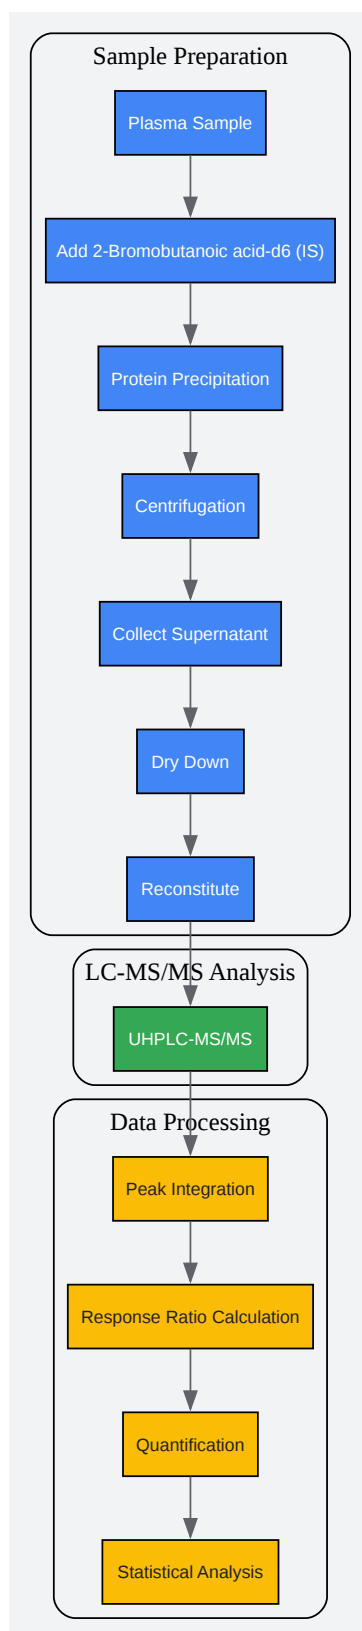 Sample Preparation
Plasma Sample
Add 2-Bromobutanoic acid-d6 (IS)
Protein Precipitation
Centrifugation
Collect Supernatant
Dry Down
Reconstitute
LC-MS/MS Analysis
UHPLC-MS/MS
Data Processing
Peak Integration
Response Ratio Calculation
Quantification
Statistical Analysis